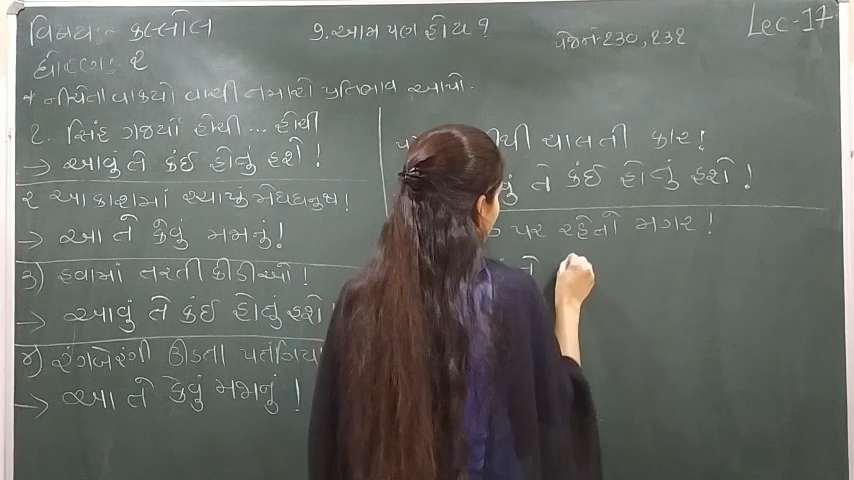 વિષય: કલ્લોલ
૭. આમ પણ હોય ?
પેજ નં ૨૩૦, ૨૩૨
Lec-17
ધોરણ: ૨
* નીચેના વાક્યો વાંચી તમારો પ્રતિભાવ આપો.
૧. સિંહ ગર્જ્યો હોંચી... હોંચી
→ આવું તે કંઈ હોતું હશે !
૨ આકાશમાં રચાયું મેઘધનુષ !
→ આ તે કેવું મજાનું !
૩) હવામાં તરતી કીડીઓ !
→ આવું તે કંઈ હોતું હશે !
૪) રંગબેરંગી ઊડતા પતંગિયા
→ આ તે કેવું મજાનું !
ચાલતી કાર !
તે કંઈ હોતું હશે !
પર રહેતો મગર !
તે